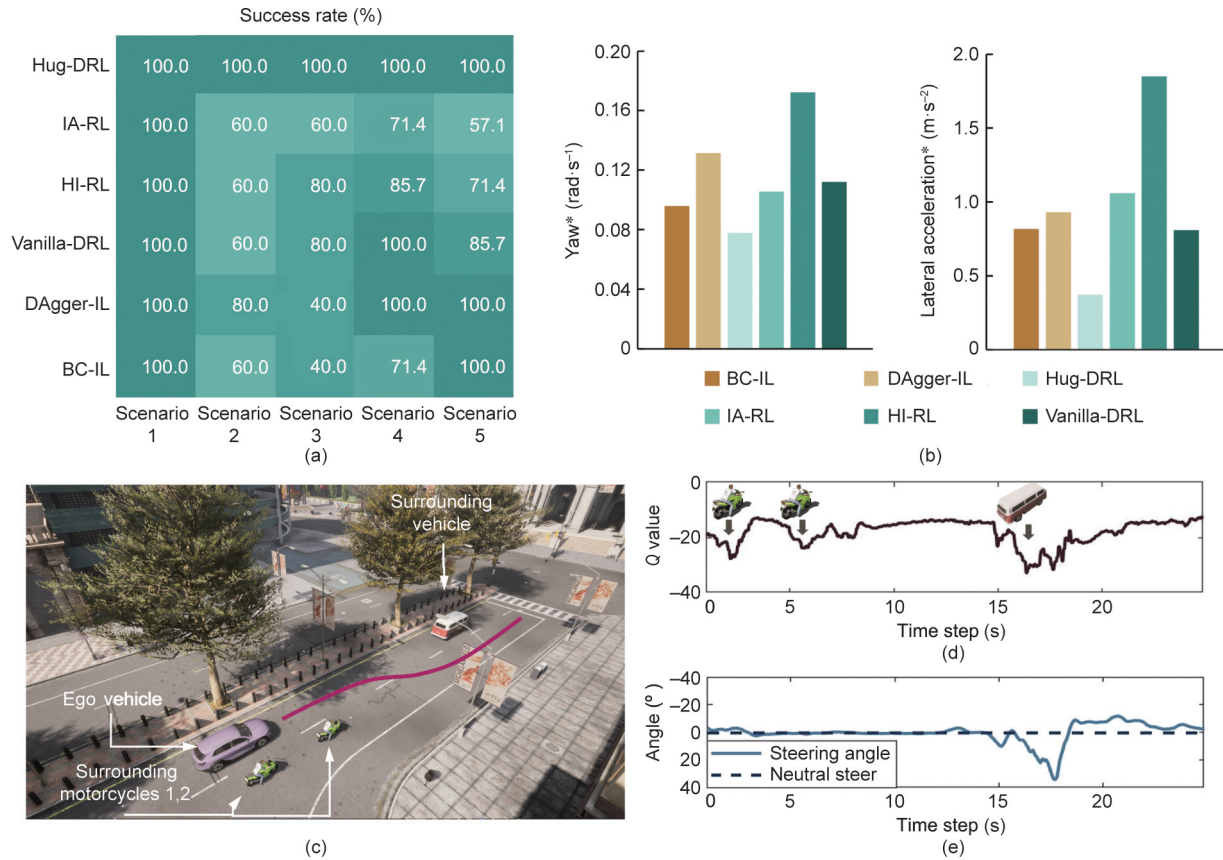 Success rate (%)
Hug-DRL 100.0 100.0 100.0 100.0 100.0
IA-RL 100.0 60.0 60.0 71.4 57.1
HI-RL 100.0 60.0 80.0 85.7 71.4
Vanilla-DRL 100.0 60.0 80.0 100.0 85.7
DAgger-IL 100.0 80.0 40.0 100.0 100.0
BC-IL 100.0 60.0 40.0 71.4 100.0
Scenario Scenario Scenario Scenario Scenario
1 2 3 4 5
(a)
Yaw* (rad·s⁻¹)
0.20
0.16
0.12
0.08
0.04
0
Lateral acceleration* (m·s⁻²)
2.0
1.5
1.0
0.5
0
BC-IL DAgger-IL Hug-DRL
IA-RL HI-RL Vanilla-DRL
(b)
Surrounding
vehicle
Ego vehicle
Surrounding
motorcycles 1,2
(c)
Q value
0
–20
–40
0 5 10 15 20
Time step (s)
(d)
Angle (º)
–40
–20
0
20
40
Steering angle
Neutral steer
0 5 10 15 20
Time step (s)
(e)